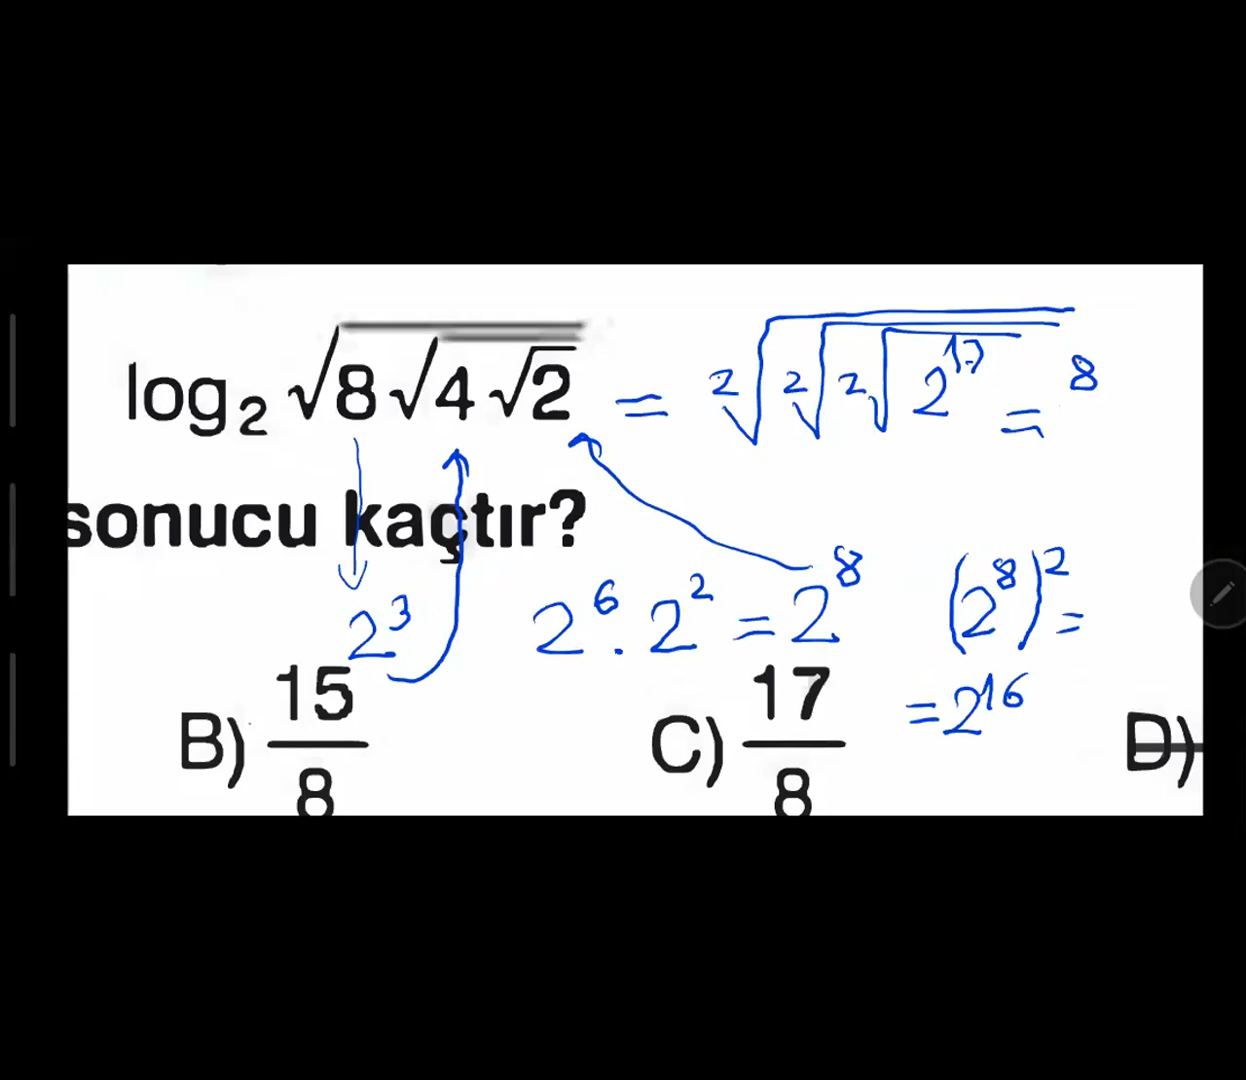 log₂ √(8√(4√2)) = ²√(²√(²√(2¹⁷))) = 8
sonucu kaçtır?
2³ 2⁶ . 2² = 2⁸ (2⁸)² =
= 2¹⁶
B) 15/8 C) 17/8 D)